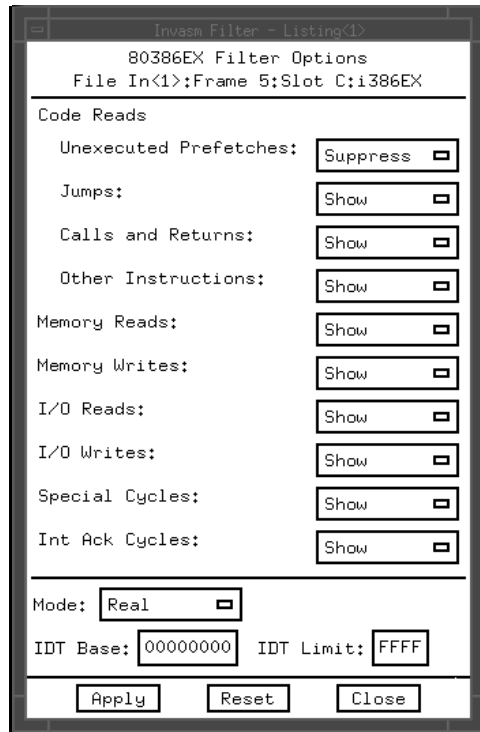 Invasm Filter - Listing<1>
80386EX Filter Options
File In<1>:Frame 5:Slot C:i386EX
Code Reads
Unexecuted Prefetches: Suppress
Jumps: Show
Calls and Returns: Show
Other Instructions: Show
Memory Reads: Show
Memory Writes: Show
I/O Reads: Show
I/O Writes: Show
Special Cycles: Show
Int Ack Cycles: Show
Mode: Real
IDT Base: 00000000 IDT Limit: FFFF
Apply Reset Close